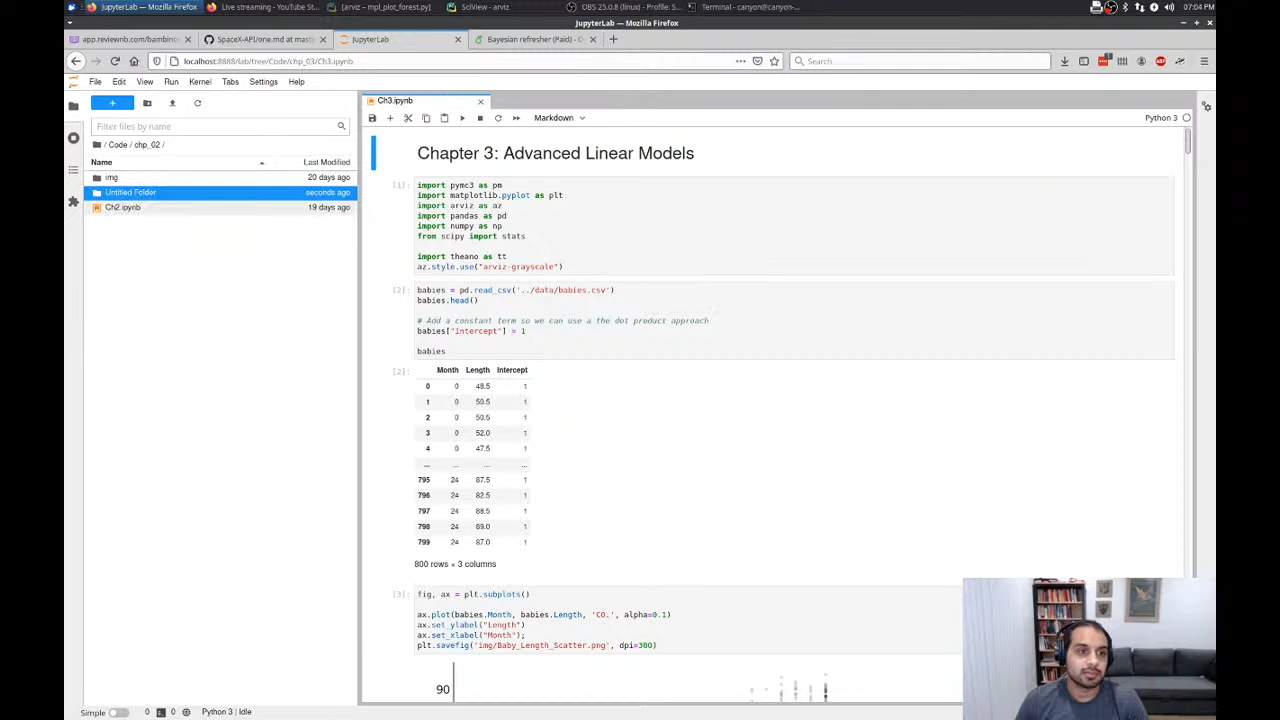 JupyterLab — Mozilla Firefox
Live streaming - YouTube St...
[arviz – mpl_plot_forest.py]
SciView - arviz
OBS 25.0.8 (linux) - Profile: S...
Terminal - canyon@canyon-...
07:04 PM
JupyterLab — Mozilla Firefox
app.reviewnb.com/bambino
SpaceX-API/one.md at mast
JupyterLab
Bayesian refresher (Paid) - O
localhost:8888/lab/tree/Code/chp_03/Ch3.ipynb
Search
File Edit View Run Kernel Tabs Settings Help
Filter files by name
/ Code / chp_02 /
Name Last Modified
img 20 days ago
Untitled Folder seconds ago
Ch2.ipynb 19 days ago
Ch3.ipynb
Markdown
Python 3
Chapter 3: Advanced Linear Models
[1]: import pymc3 as pm
import matplotlib.pyplot as plt
import arviz as az
import pandas as pd
import numpy as np
from scipy import stats
import theano as tt
az.style.use("arviz-grayscale")
[2]: babies = pd.read_csv('../data/babies.csv')
babies.head()
# Add a constant term so we can use a the dot product approach
babies["Intercept"] = 1
babies
[2]: Month Length Intercept
0 0 48.5 1
1 0 50.5 1
2 0 50.5 1
3 0 52.0 1
4 0 47.5 1
... ... ... ...
795 24 87.5 1
796 24 82.5 1
797 24 88.5 1
798 24 89.0 1
799 24 87.0 1
800 rows × 3 columns
[3]: fig, ax = plt.subplots()
ax.plot(babies.Month, babies.Length, 'C0.', alpha=0.1)
ax.set_ylabel("Length")
ax.set_xlabel("Month");
plt.savefig('img/Baby_Length_Scatter.png', dpi=300)
90
Simple 0 0 Python 3 | Idle